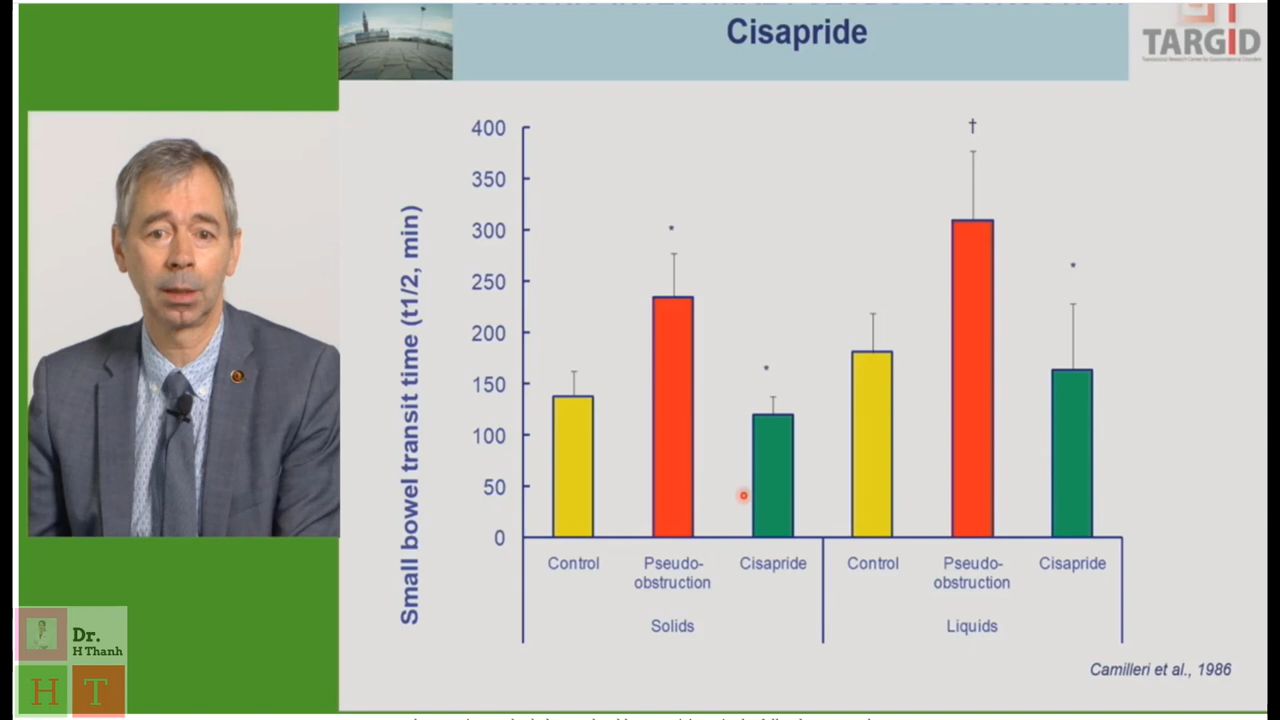 Cisapride
TARGID
400
350
300
250
200
150
100
50
0
Small bowel transit time (t1/2, min)
*
*
†
*
Control
Pseudo-
obstruction
Cisapride
Control
Pseudo-
obstruction
Cisapride
Solids
Liquids
Camilleri et al., 1986
Dr.
H Thanh
H T